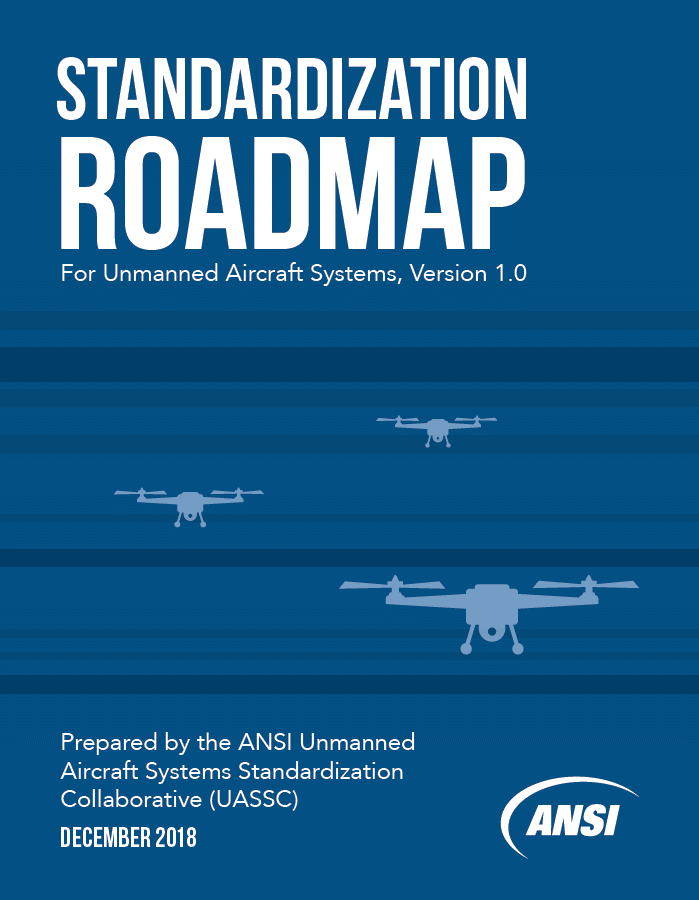 STANDARDIZATION
ROADMAP
For Unmanned Aircraft Systems, Version 1.0
Prepared by the ANSI Unmanned
Aircraft Systems Standardization
Collaborative (UASSC)
DECEMBER 2018
ANSI